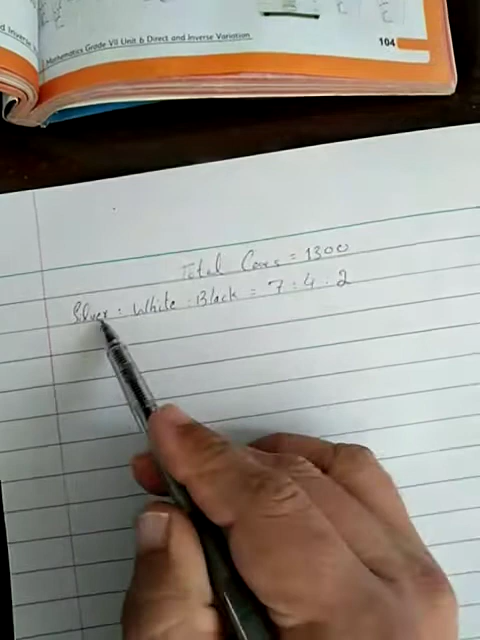 Mathematics Grade-VII Unit 6 Direct and Inverse Variation
104
Total Cars = 1300
Silver : White : Black = 7 : 4 : 2